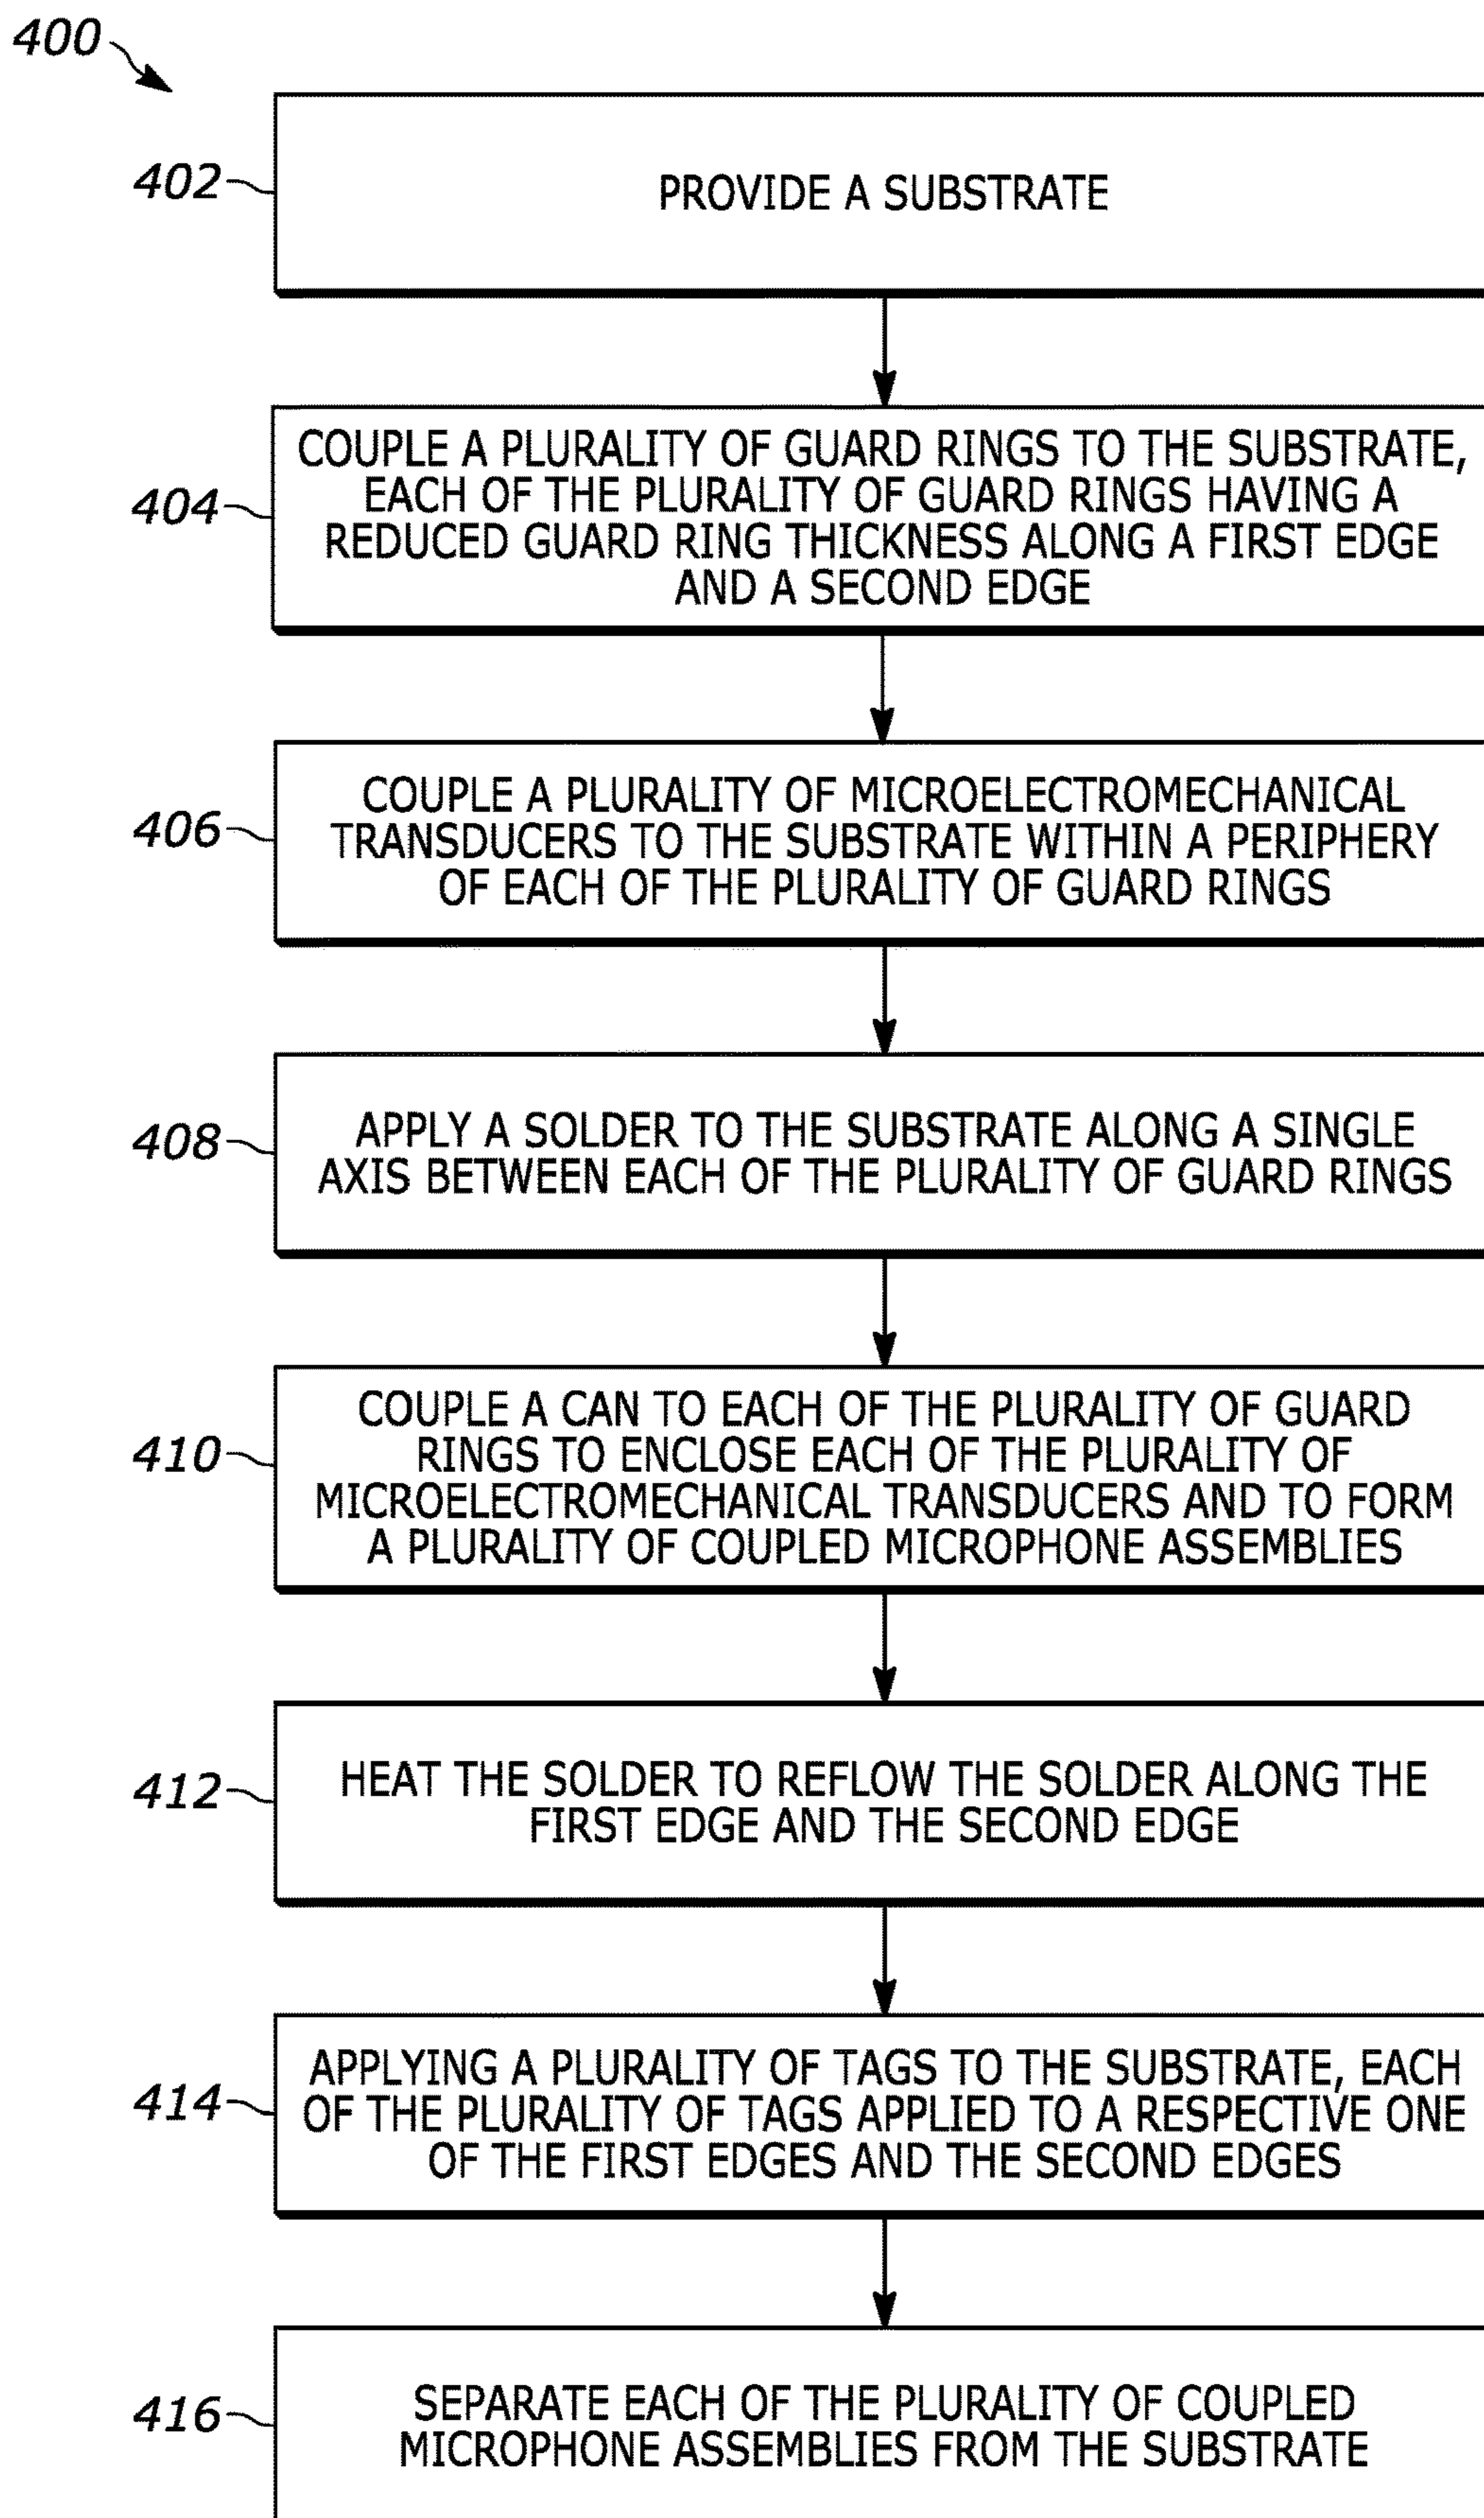 400
402
PROVIDE A SUBSTRATE
404
COUPLE A PLURALITY OF GUARD RINGS TO THE SUBSTRATE,
EACH OF THE PLURALITY OF GUARD RINGS HAVING A
REDUCED GUARD RING THICKNESS ALONG A FIRST EDGE
AND A SECOND EDGE
406
COUPLE A PLURALITY OF MICROELECTROMECHANICAL
TRANSDUCERS TO THE SUBSTRATE WITHIN A PERIPHERY
OF EACH OF THE PLURALITY OF GUARD RINGS
408
APPLY A SOLDER TO THE SUBSTRATE ALONG A SINGLE
AXIS BETWEEN EACH OF THE PLURALITY OF GUARD RINGS
410
COUPLE A CAN TO EACH OF THE PLURALITY OF GUARD
RINGS TO ENCLOSE EACH OF THE PLURALITY OF
MICROELECTROMECHANICAL TRANSDUCERS AND TO FORM
A PLURALITY OF COUPLED MICROPHONE ASSEMBLIES
412
HEAT THE SOLDER TO REFLOW THE SOLDER ALONG THE
FIRST EDGE AND THE SECOND EDGE
414
APPLYING A PLURALITY OF TAGS TO THE SUBSTRATE, EACH
OF THE PLURALITY OF TAGS APPLIED TO A RESPECTIVE ONE
OF THE FIRST EDGES AND THE SECOND EDGES
416
SEPARATE EACH OF THE PLURALITY OF COUPLED
MICROPHONE ASSEMBLIES FROM THE SUBSTRATE